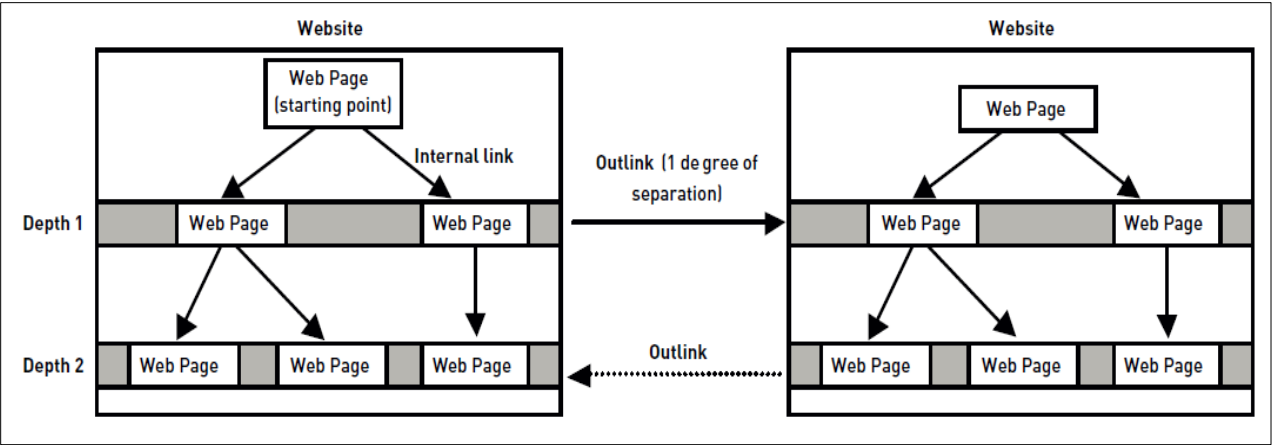 Website
Website
Web Page
(starting point)
Web Page
Internal link
Outlink (1 de gree of
separation)
Depth 1
Web Page
Web Page
Web Page
Web Page
Outlink
Depth 2
Web Page
Web Page
Web Page
Web Page
Web Page
Web Page